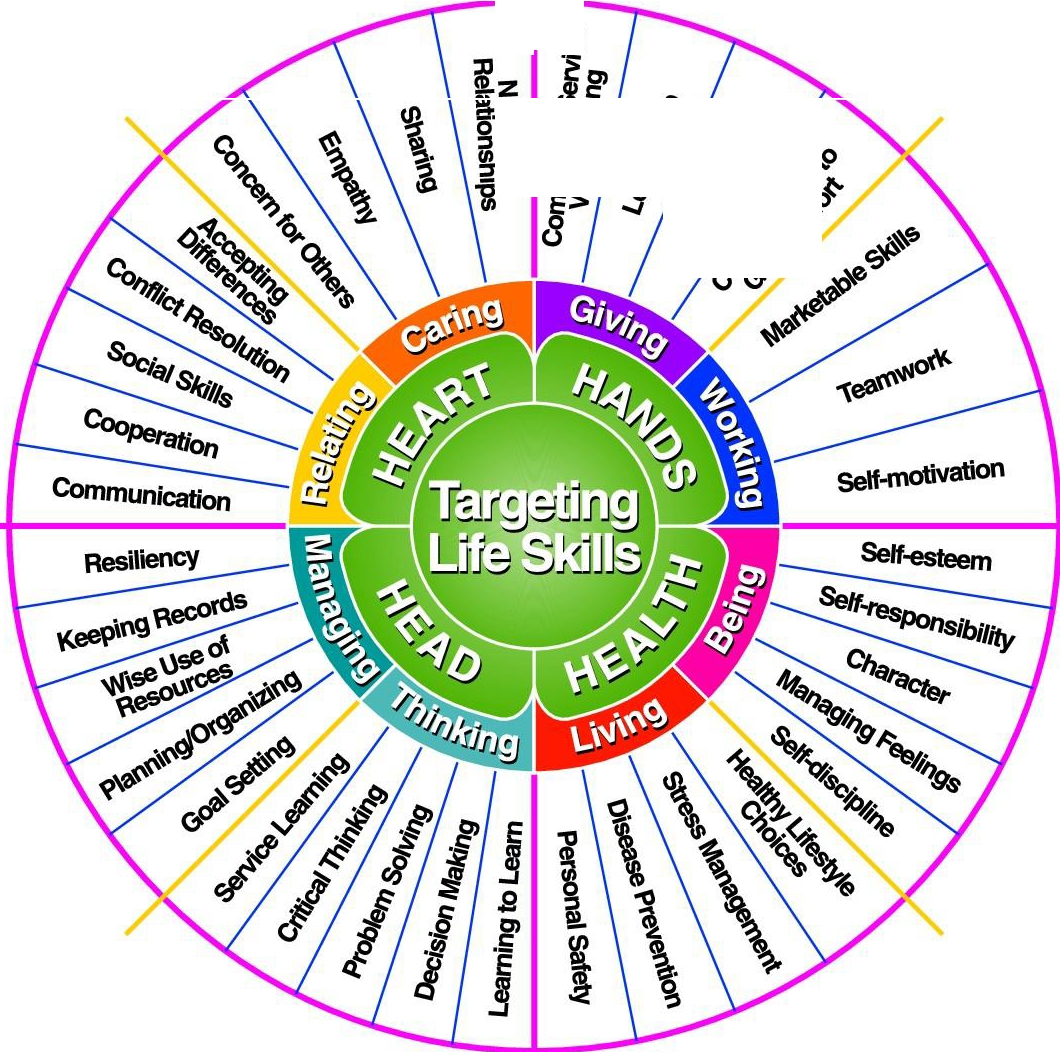 Targeting
Life Skills
HEART
HANDS
HEALTH
HEAD
Caring
Giving
Working
Being
Living
Thinking
Managing
Relating
Concern for Others
Empathy
Sharing
Relationships
Marketable Skills
Teamwork
Self-motivation
Self-esteem
Self-responsibility
Character
Managing Feelings
Self-discipline
Healthy Lifestyle
Choices
Stress Management
Disease Prevention
Personal Safety
Learning to Learn
Decision Making
Problem Solving
Critical Thinking
Service Learning
Goal Setting
Planning/Organizing
Wise Use of
Resources
Keeping Records
Resiliency
Communication
Cooperation
Social Skills
Conflict Resolution
Accepting
Differences